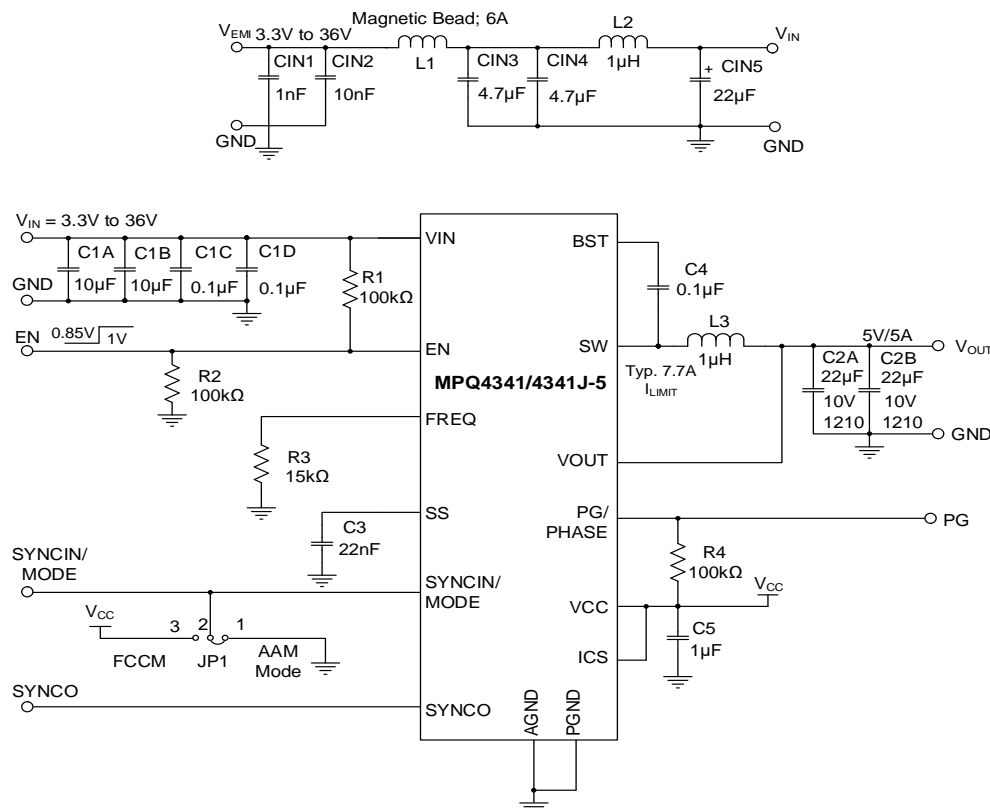 Magnetic Bead; 6A
L2
VEMI 3.3V to 36V
VIN
CIN1
CIN2
L1
CIN3
CIN4
1µH
+ CIN5
1nF
10nF
4.7µF
4.7µF
22µF
GND
GND
VIN = 3.3V to 36V
VIN
BST
C1A
C1B
C1C
C1D
10µF
10µF
0.1µF
0.1µF
GND
R1
100kΩ
C4
0.1µF
L3
1µH
5V/5A
VOUT
EN
0.85V
1V
EN
SW
Typ. 7.7A
ILIMIT
C2A
22µF
10V
1210
C2B
22µF
10V
1210
GND
MPQ4341/4341J-5
R2
100kΩ
FREQ
R3
15kΩ
VOUT
SS
C3
22nF
PG/
PHASE
PG
R4
100kΩ
SYNCIN/
MODE
SYNCIN/
MODE
VCC
VCC
VCC
3
2
1
FCCM
JP1
AAM
Mode
C5
1µF
ICS
SYNCO
SYNCO
AGND
PGND